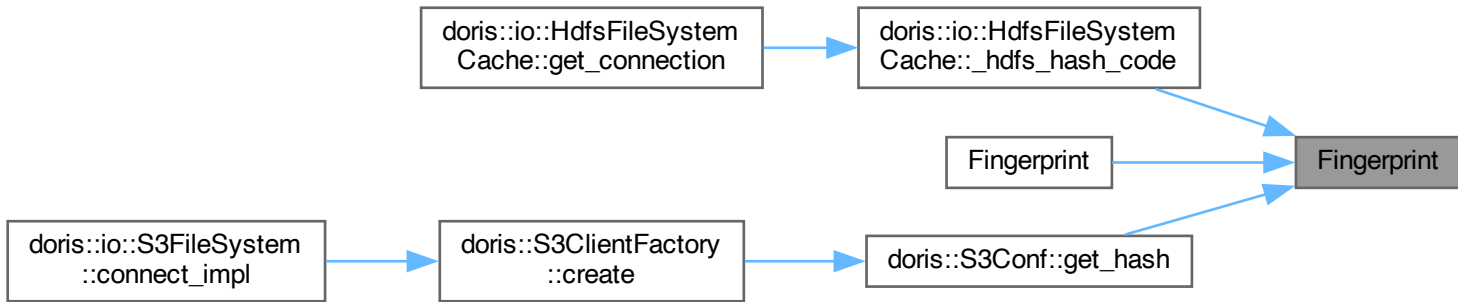 doris::io::HdfsFileSystem
Cache::get_connection
doris::io::HdfsFileSystem
Cache::_hdfs_hash_code
Fingerprint
Fingerprint
doris::io::S3FileSystem
::connect_impl
doris::S3ClientFactory
::create
doris::S3Conf::get_hash